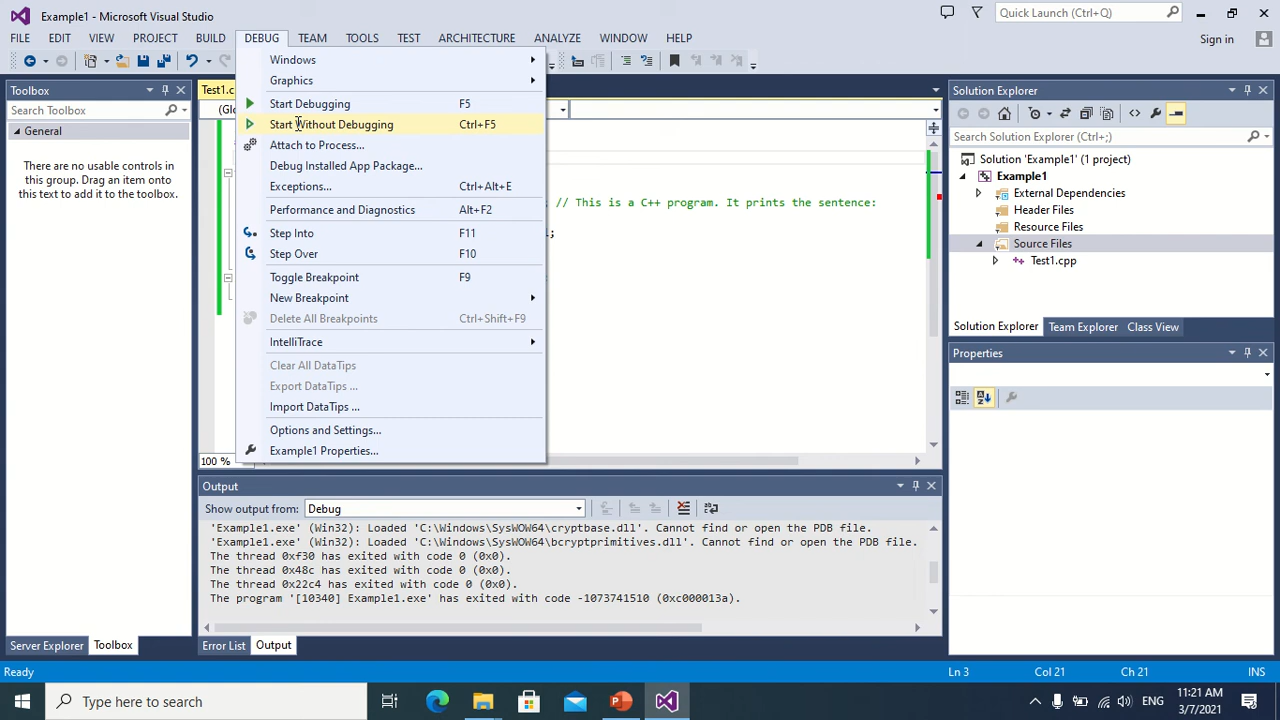 Example1 - Microsoft Visual Studio
Quick Launch (Ctrl+Q)
FILE EDIT VIEW PROJECT BUILD DEBUG TEAM TOOLS TEST ARCHITECTURE ANALYZE WINDOW HELP
Sign in
Toolbox
Search Toolbox
General
There are no usable controls in
this group. Drag an item onto
this text to add it to the toolbox.
Server Explorer Toolbox
Test1.c
(Glo
Windows
Graphics
Start Debugging F5
Start Without Debugging Ctrl+F5
Attach to Process...
Debug Installed App Package...
Exceptions... Ctrl+Alt+E
Performance and Diagnostics Alt+F2
Step Into F11
Step Over F10
Toggle Breakpoint F9
New Breakpoint
Delete All Breakpoints Ctrl+Shift+F9
IntelliTrace
Clear All DataTips
Export DataTips ...
Import DataTips ...
Options and Settings...
Example1 Properties...
// This is a C++ program. It prints the sentence:
100 %
Output
Show output from: Debug
'Example1.exe' (Win32): Loaded 'C:\Windows\SysWOW64\cryptbase.dll'. Cannot find or open the PDB file.
'Example1.exe' (Win32): Loaded 'C:\Windows\SysWOW64\bcryptprimitives.dll'. Cannot find or open the PDB file.
The thread 0xf30 has exited with code 0 (0x0).
The thread 0x48c has exited with code 0 (0x0).
The thread 0x22c4 has exited with code 0 (0x0).
The program '[10340] Example1.exe' has exited with code -1073741510 (0xc000013a).
Error List Output
Solution Explorer
Search Solution Explorer (Ctrl+;)
Solution 'Example1' (1 project)
Example1
External Dependencies
Header Files
Resource Files
Source Files
Test1.cpp
Solution Explorer Team Explorer Class View
Properties
Ready
Ln 3 Col 21 Ch 21 INS
Type here to search
ENG
11:21 AM
3/7/2021